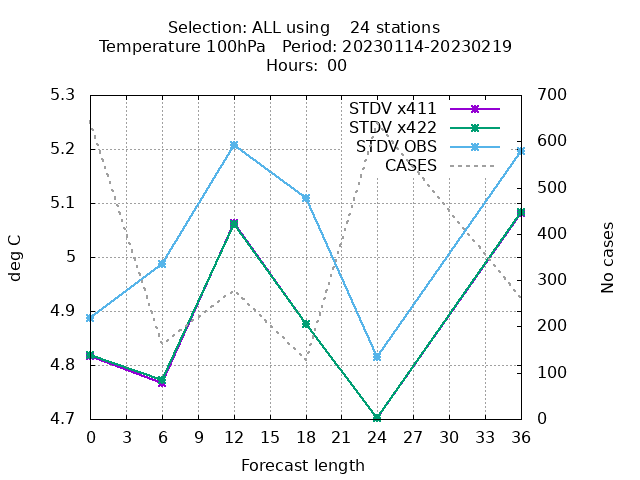 Selection: ALL using    24 stations
Temperature 100hPa   Period: 20230114-20230219
Hours:  00
5.3
5.2
5.1
5
4.9
4.8
4.7
deg C
700
600
500
400
300
200
100
0
No cases
STDV x411
STDV x422
STDV OBS
CASES
0 3 6 9 12 15 18 21 24 27 30 33 36
Forecast length